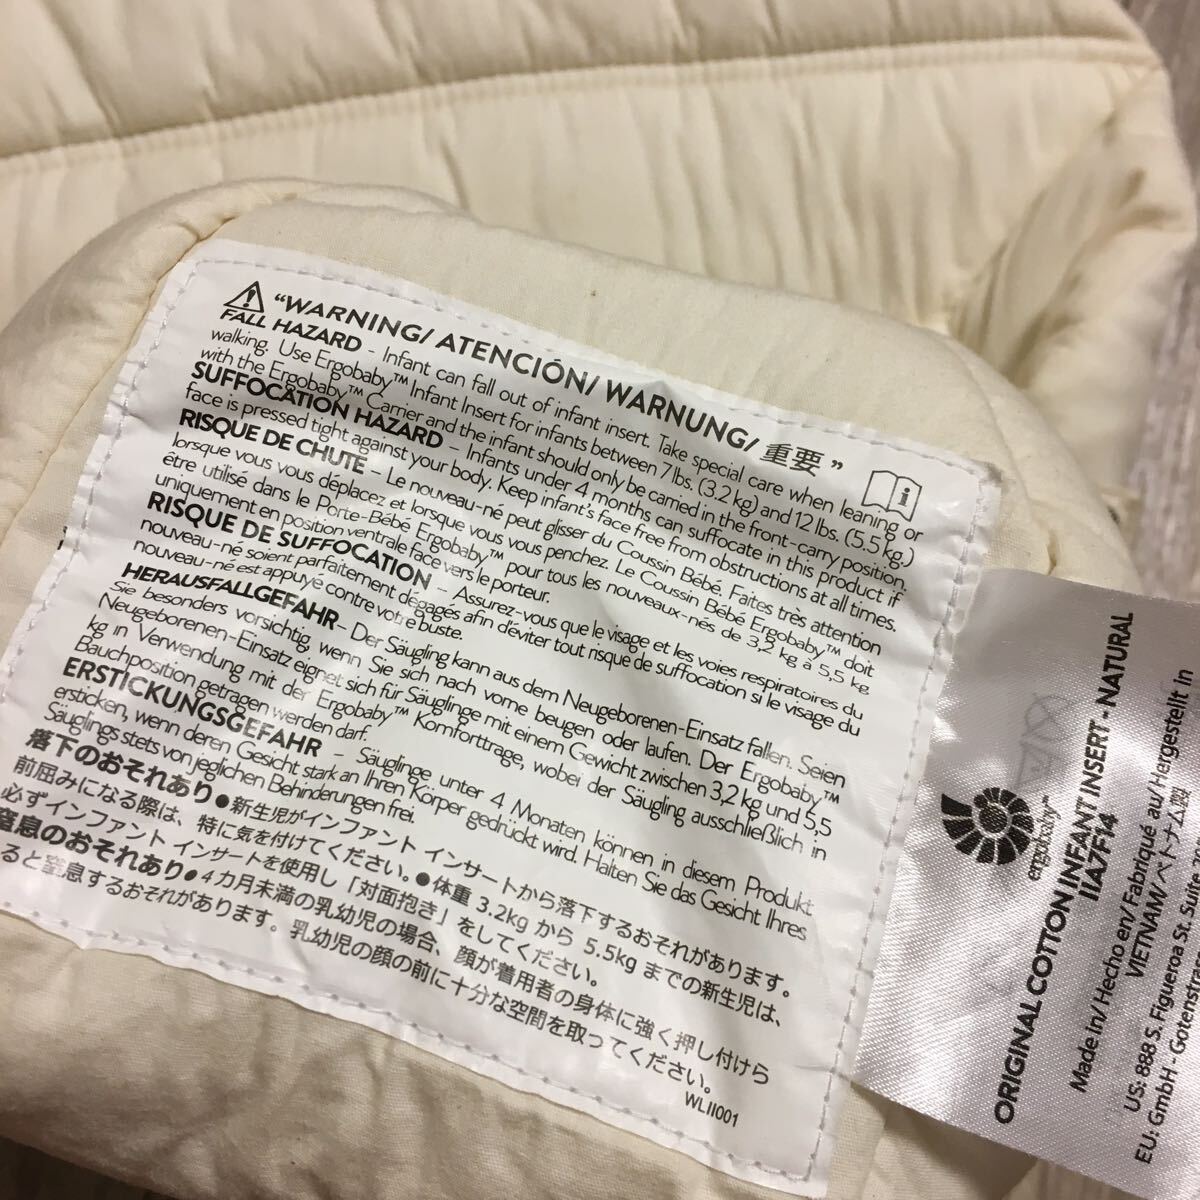 ⚠ "WARNING/ ATENCIÓN/ WARNUNG/ 重要"
FALL HAZARD - Infant can fall out of infant insert. Take special care when leaning or
walking. Use Ergobaby™ Infant Insert for infants between 7 lbs. (3.2 kg) and 12 lbs. (5.5 kg.)
with the Ergobaby™ Carrier and the infant should only be carried in the front-carry position.
SUFFOCATION HAZARD - Infants under 4 months can suffocate in this product if
face is pressed tight against your body. Keep infant's face free from obstructions at all times.
RISQUE DE CHUTE - Le nouveau-né peut glisser du Coussin Bébé. Faites très attention
lorsque vous vous déplacez et lorsque vous vous penchez. Le Coussin Bébé Ergobaby™ doit
être utilisé dans le Porte-Bébé Ergobaby™ pour tous les nouveaux-nés de 3,2 kg à 5,5 kg
uniquement en position ventrale face vers le porteur.
RISQUE DE SUFFOCATION - Assurez-vous que le visage et les voies respiratoires du
nouveau-né soient parfaitement dégagés afin d'éviter tout risque de suffocation si le visage du
nouveau-né est appuyé contre votre buste.
HERAUSFALLGEFAHR- Der Säugling kann aus dem Neugeborenen-Einsatz fallen. Seien
Sie besonders vorsichtig, wenn Sie sich nach vorne beugen oder laufen. Der Ergobaby™
Neugeborenen-Einsatz eignet sich für Säuglinge mit einem Gewicht zwischen 3,2 kg und 5,5
kg in Verwendung mit der Ergobaby™ Komforttrage, wobei der Säugling ausschließlich in
Bauchposition getragen werden darf.
ERSTICKUNGSGEFAHR - Säuglinge unter 4 Monaten können in diesem Produkt
ersticken, wenn deren Gesicht stark an Ihren Körper gedrückt wird. Halten Sie das Gesicht Ihres
Säuglings stets von jeglichen Behinderungen frei.
落下のおそれあり●新生児がインファント インサートから落下するおそれがあります。
前屈みになる際は、特に気を付けてください。●体重 3.2kg から 5.5kg までの新生児は、
必ずインファント インサートを使用し「対面抱き」をしてください。
窒息のおそれあり●4カ月未満の乳幼児の場合、顔が着用者の身体に強く押し付けら
ると窒息するおそれがあります。乳幼児の顔の前に十分な空間を取ってください。
WLII001
ergobaby™
ORIGINAL COTTON INFANT INSERT - NATURAL
IIA7F14
Made in/ Hecho en/ Fabriqué au/ Hergestellt in
VIETNAM/ベトナム製
US: 888 S. Figueroa St. Suite
EU: GmbH - Gotenstr